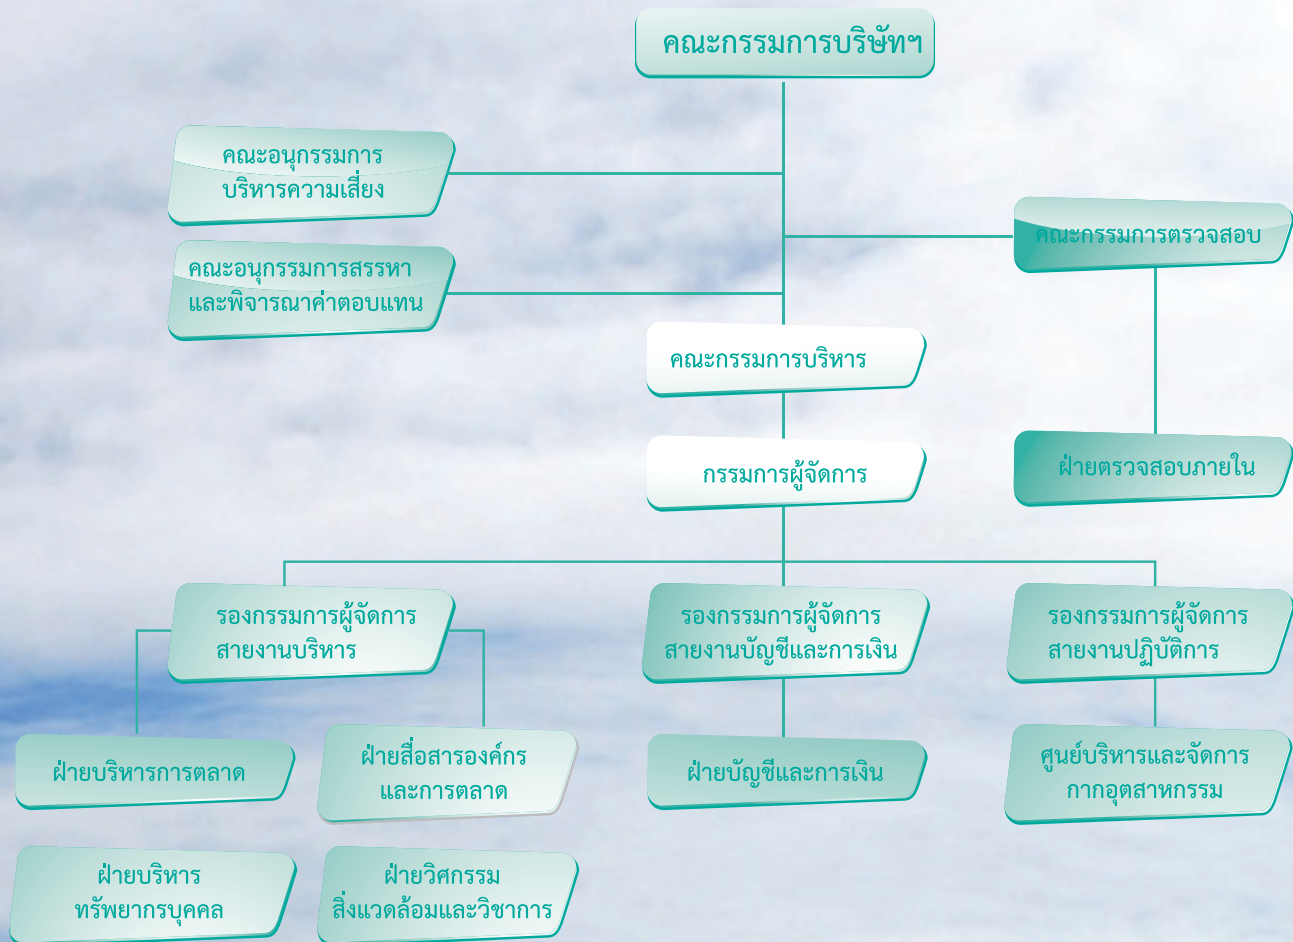 คณะกรรมการบริษัทฯ
คณะอนุกรรมการ
บริหารความเสี่ยง
คณะกรรมการตรวจสอบ
คณะอนุกรรมการสรรหา
และพิจารณาค่าตอบแทน
คณะกรรมการบริหาร
กรรมการผู้จัดการ
ฝ่ายตรวจสอบภายใน
รองกรรมการผู้จัดการ
สายงานบริหาร
รองกรรมการผู้จัดการ
สายงานบัญชีและการเงิน
รองกรรมการผู้จัดการ
สายงานปฏิบัติการ
ฝ่ายบริหารการตลาด
ฝ่ายสื่อสารองค์กร
และการตลาด
ฝ่ายบัญชีและการเงิน
ศูนย์บริหารและจัดการ
กากอุตสาหกรรม
ฝ่ายบริหาร
ทรัพยากรบุคคล
ฝ่ายวิศกรรม
สิ่งแวดล้อมและวิชาการ